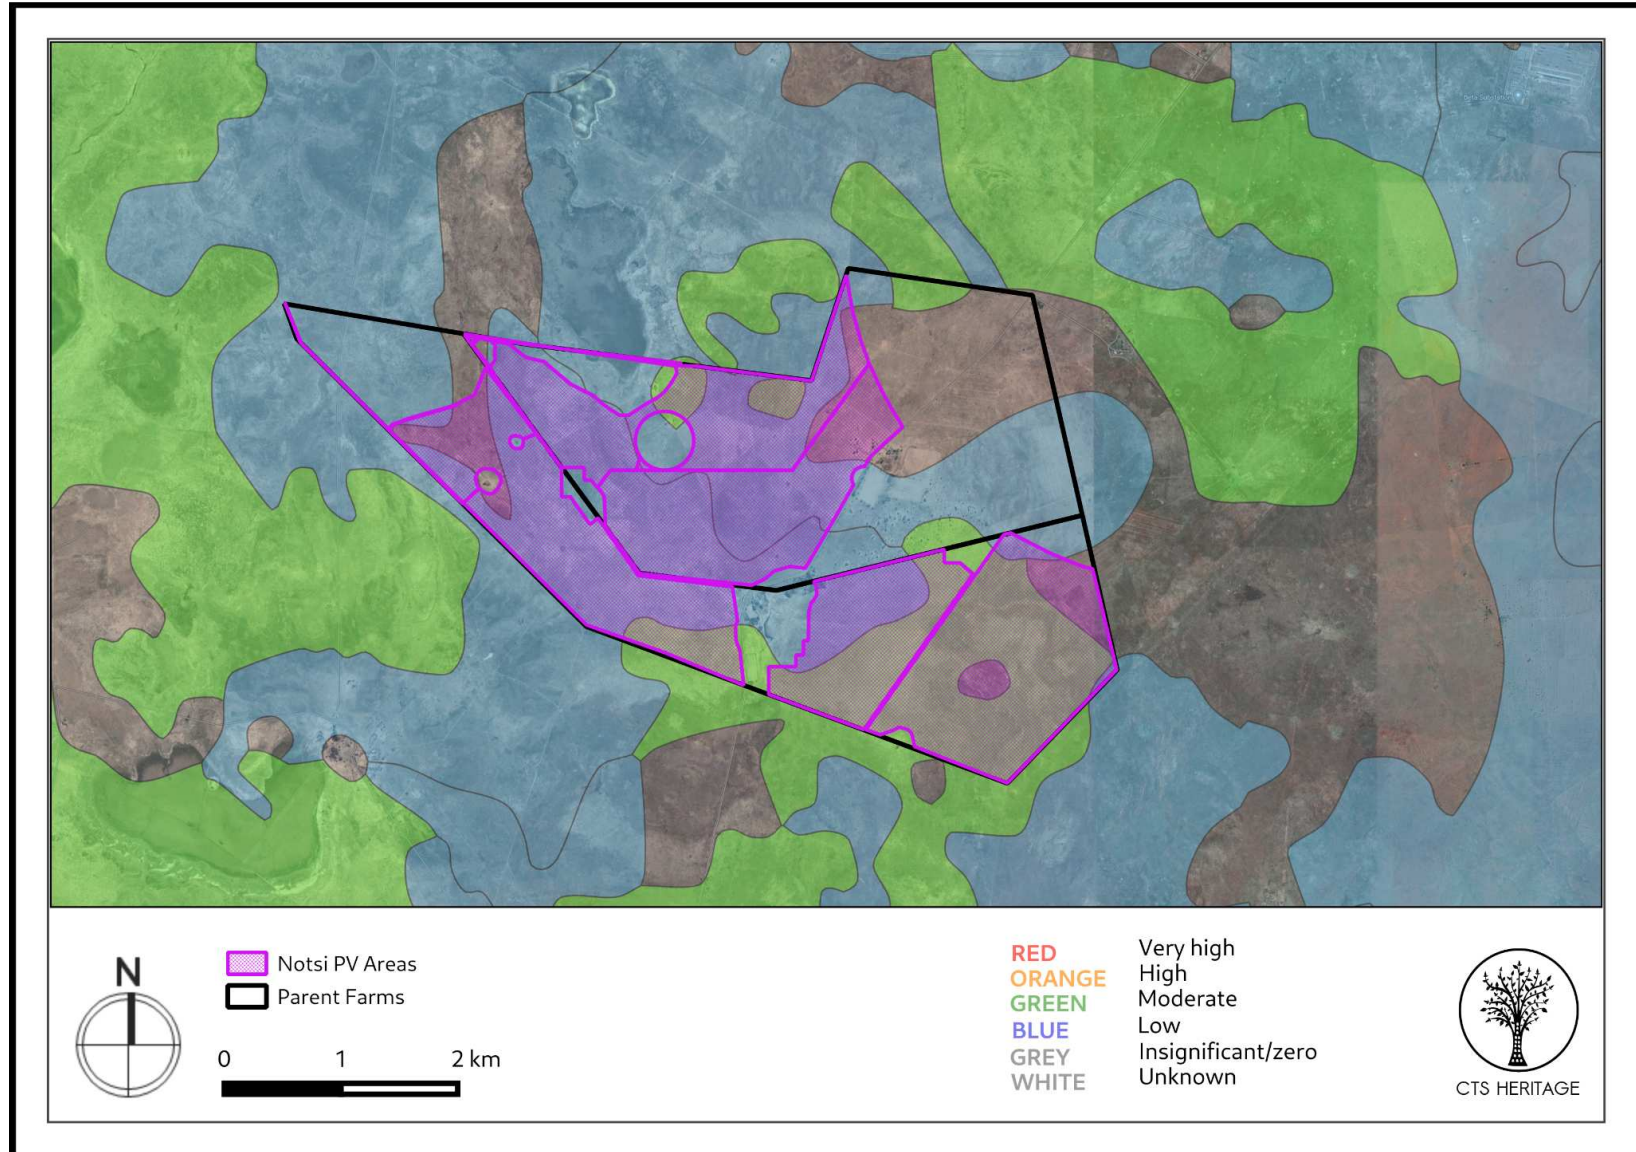 N
Notsi PV Areas
Parent Farms
0 1 2 km
RED Very high
ORANGE High
GREEN Moderate
BLUE Low
GREY Insignificant/zero
WHITE Unknown
CTS HERITAGE